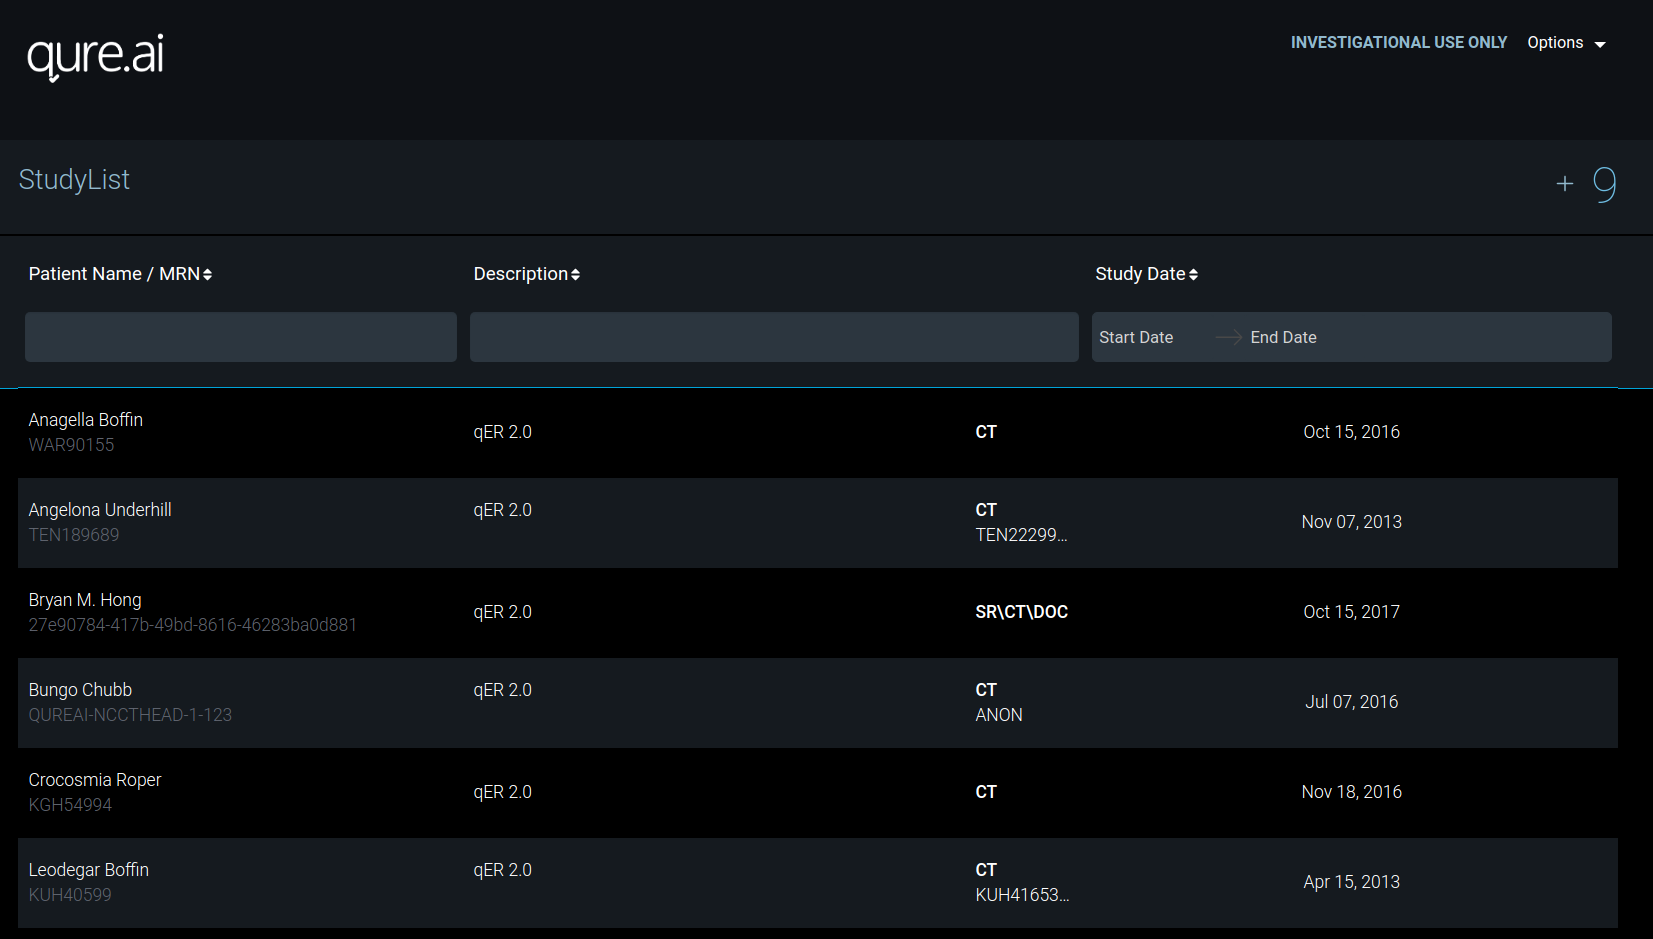 qure.ai
INVESTIGATIONAL USE ONLY Options
StudyList
+ 9
Patient Name / MRN Description Study Date
Start Date End Date
Anagella Boffin
WAR90155
qER 2.0
CT
Oct 15, 2016
Angelona Underhill
TEN189689
qER 2.0
CT
TEN22299...
Nov 07, 2013
Bryan M. Hong
27e90784-417b-49bd-8616-46283ba0d881
qER 2.0
SR\CT\DOC
Oct 15, 2017
Bungo Chubb
QUREAI-NCCTHEAD-1-123
qER 2.0
CT
ANON
Jul 07, 2016
Crocosmia Roper
KGH54994
qER 2.0
CT
Nov 18, 2016
Leodegar Boffin
KUH40599
qER 2.0
CT
KUH41653...
Apr 15, 2013